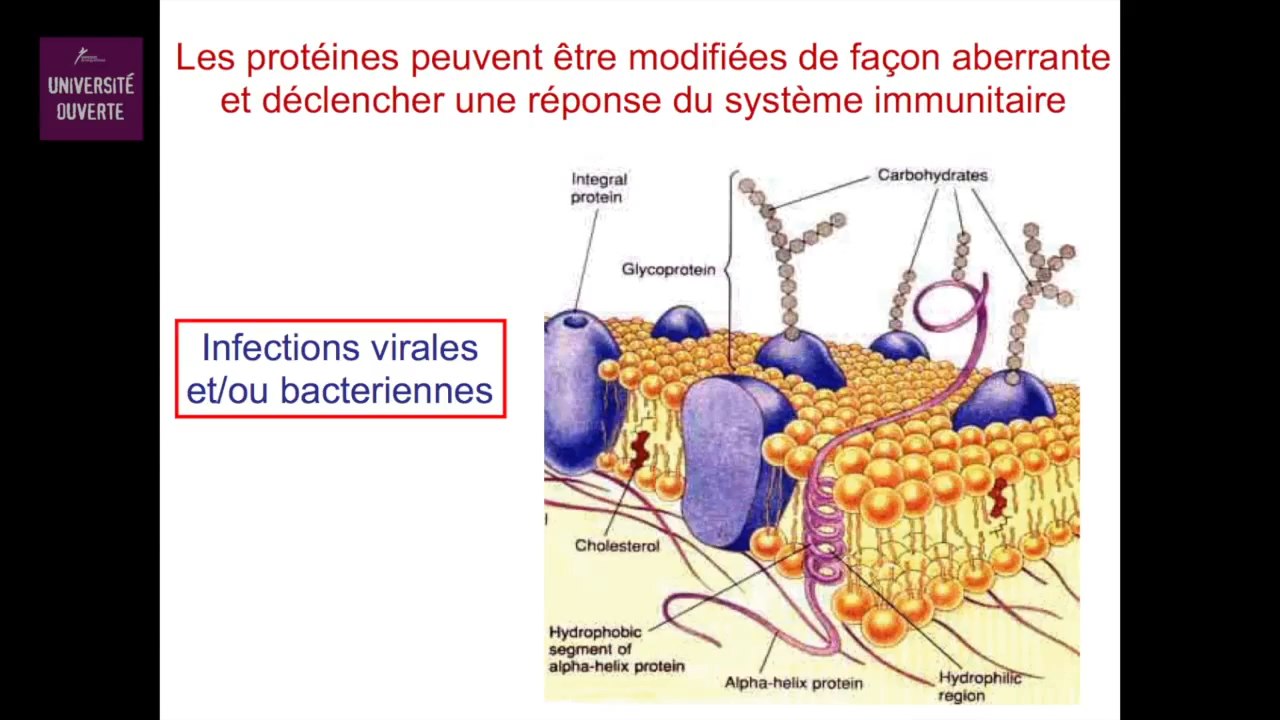 UNIVERSITÉ
OUVERTE
Les protéines peuvent être modifiées de façon aberrante
et déclencher une réponse du système immunitaire
Integral
protein
Carbohydrates
Glycoprotein
Infections virales
et/ou bacteriennes
Cholesterol
Hydrophobic
segment of
alpha-helix protein
Alpha-helix protein
Hydrophilic
region